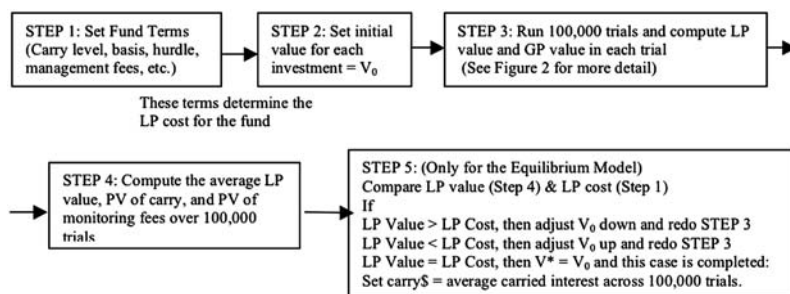 STEP 1: Set Fund Terms
(Carry level, basis, hurdle,
management fees, etc.)
STEP 2: Set initial
value for each
investment = V₀
STEP 3: Run 100,000 trials and compute LP
value and GP value in each trial
(See Figure 2 for more detail)
These terms determine the
LP cost for the fund
STEP 4: Compute the average LP
value, PV of carry, and PV of
monitoring fees over 100,000
trials
STEP 5: (Only for the Equilibrium Model)
Compare LP value (Step 4) & LP cost (Step 1)
If
LP Value > LP Cost, then adjust V₀ down and redo STEP 3
LP Value < LP Cost, then adjust V₀ up and redo STEP 3
LP Value = LP Cost, then V* = V₀ and this case is completed:
Set carry$ = average carried interest across 100,000 trials.